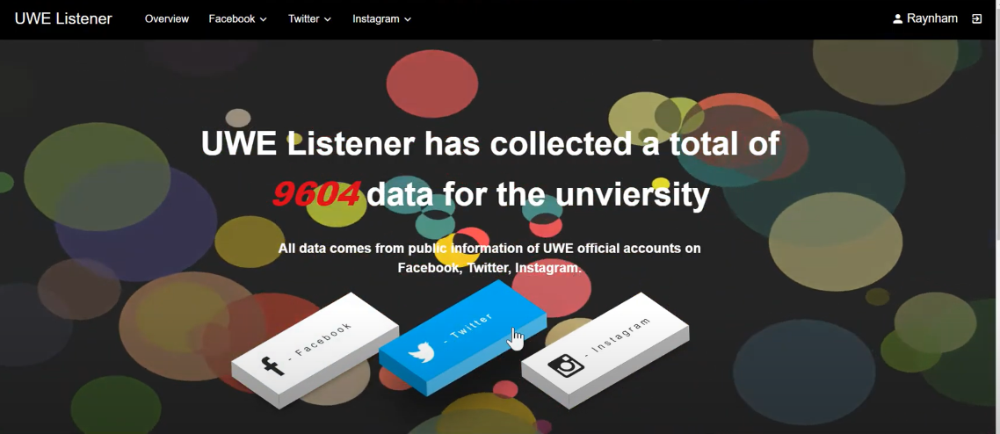 UWE Listener Overview Facebook Twitter Instagram Raynham
UWE Listener has collected a total of
9604 data for the unviersity
All data comes from public information of UWE official accounts on
Facebook, Twitter, Instagram.
- Facebook
- Twitter
- Instagram